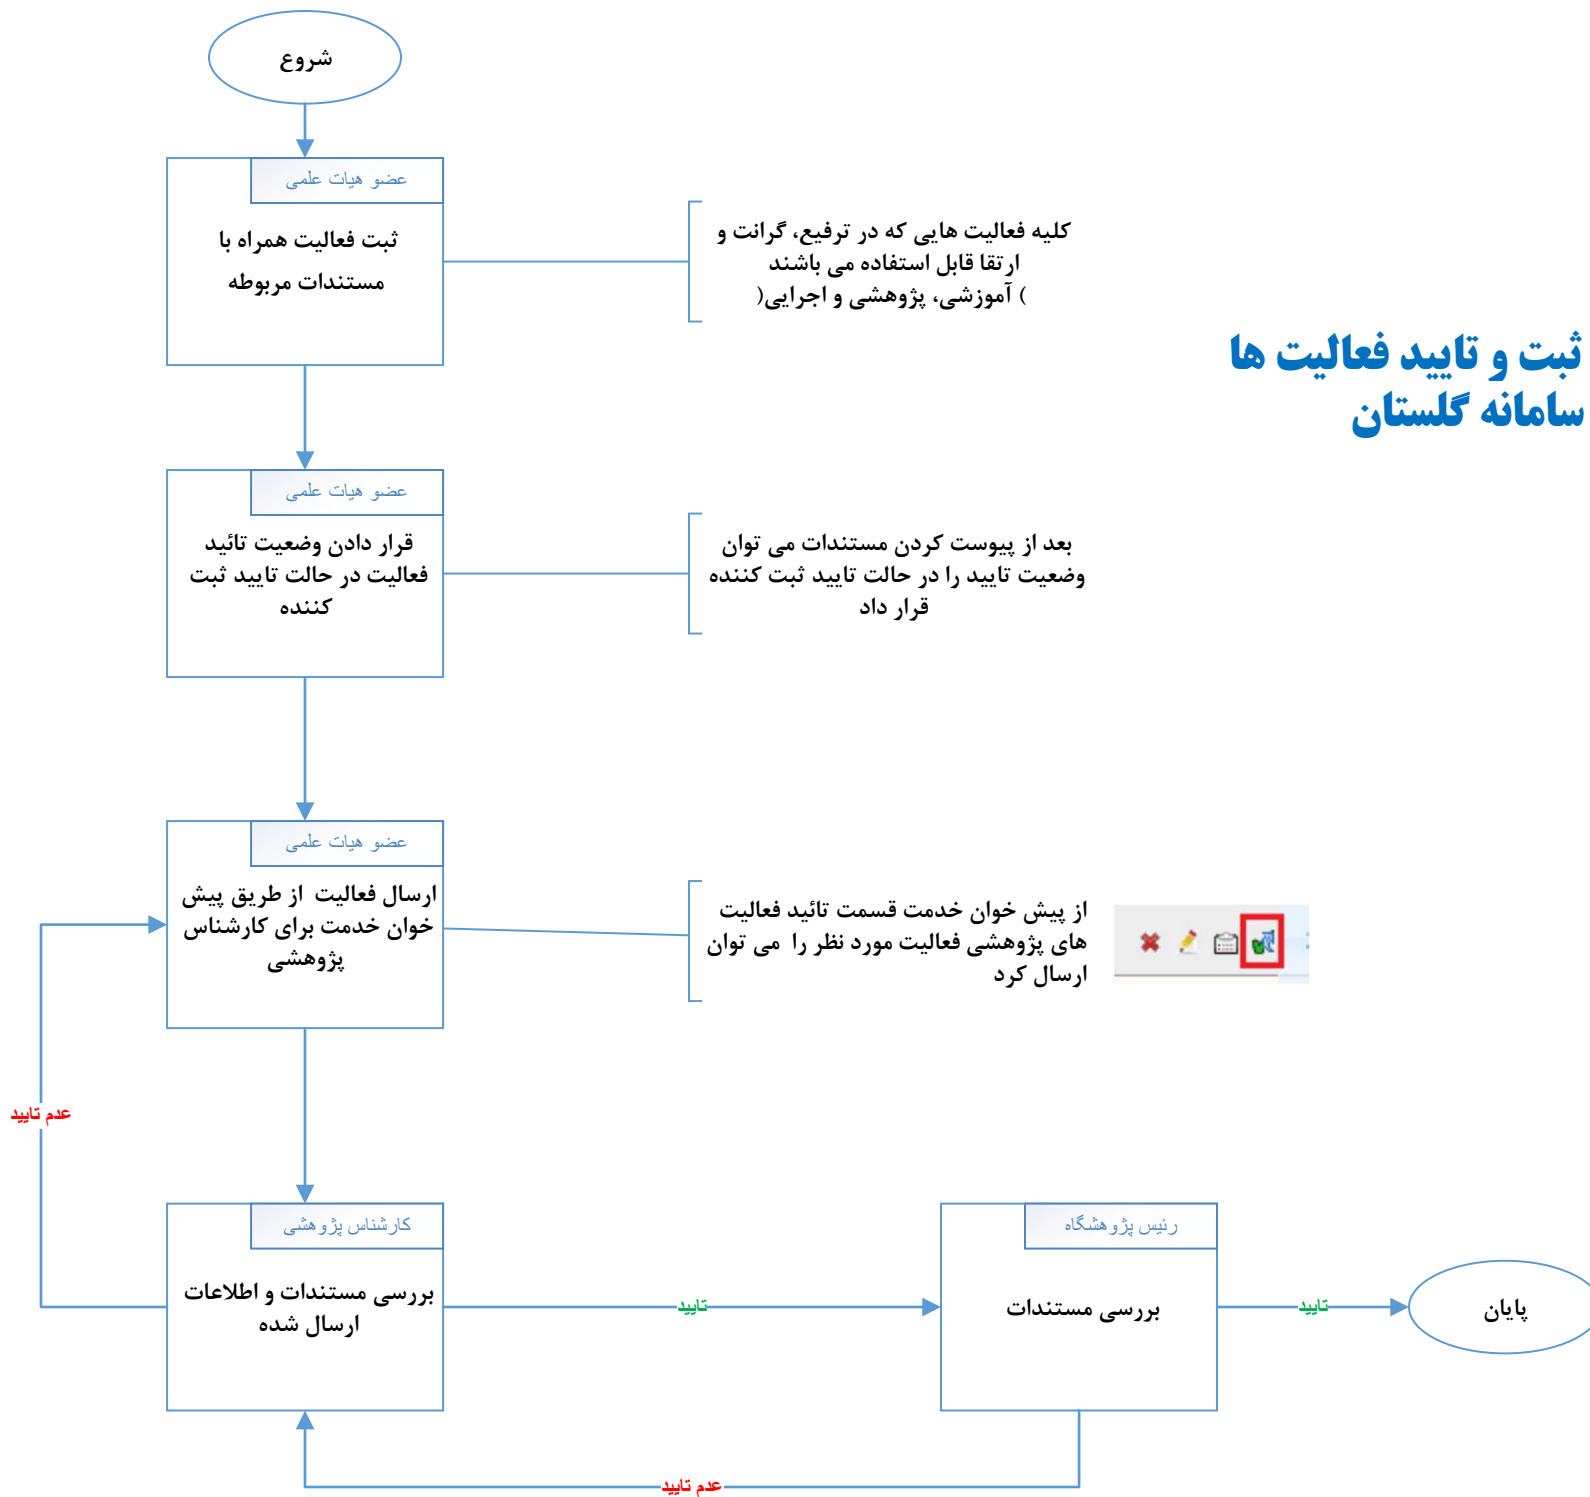 شروع
عضو هیات علمی
ثبت فعالیت همراه با
مستندات مربوطه
کلیه فعالیت هایی که در ترفیع، گرانت و
ارتقا قابل استفاده می باشند
) آموزشی، پژوهشی و اجرایی(
ثبت و تایید فعالیت ها
سامانه گلستان
عضو هیات علمی
قرار دادن وضعیت تائید
فعالیت در حالت تایید ثبت
کننده
بعد از پیوست کردن مستندات می توان
وضعیت تایید را در حالت تایید ثبت کننده
قرار داد
عضو هیات علمی
ارسال فعالیت از طریق پیش
خوان خدمت برای کارشناس
پژوهشی
از پیش خوان خدمت قسمت تائید فعالیت
های پژوهشی فعالیت مورد نظر را می توان
ارسال کرد
عدم تایید
کارشناس پژوهشی
بررسی مستندات و اطلاعات
ارسال شده
تایید
رئیس پژوهشگاه
بررسی مستندات
تایید
پایان
عدم تایید